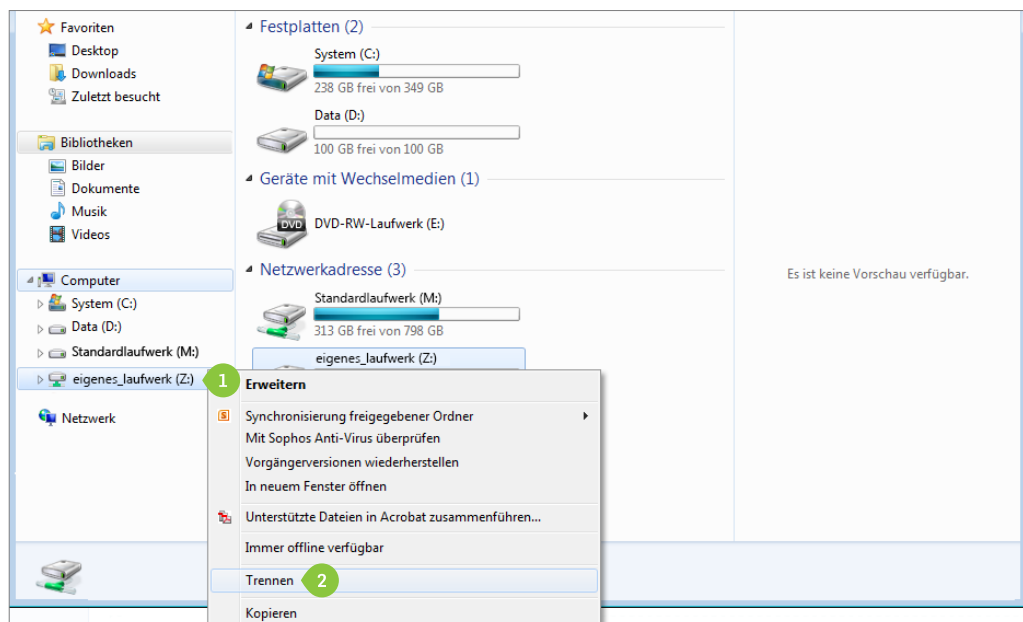 Favoriten
Desktop
Downloads
Zuletzt besucht
Bibliotheken
Bilder
Dokumente
Musik
Videos
Computer
System (C:)
Data (D:)
Standardlaufwerk (M:)
eigenes_laufwerk (Z:)
Netzwerk
Festplatten (2)
System (C:)
238 GB frei von 349 GB
Data (D:)
100 GB frei von 100 GB
Geräte mit Wechselmedien (1)
DVD
DVD-RW-Laufwerk (E:)
Netzwerkadresse (3)
Standardlaufwerk (M:)
313 GB frei von 798 GB
eigenes_laufwerk (Z:)
1
Erweitern
S
Synchronisierung freigegebener Ordner
Mit Sophos Anti-Virus überprüfen
Vorgängerversionen wiederherstellen
In neuem Fenster öffnen
Unterstützte Dateien in Acrobat zusammenführen...
Immer offline verfügbar
Trennen 2
Kopieren
Es ist keine Vorschau verfügbar.